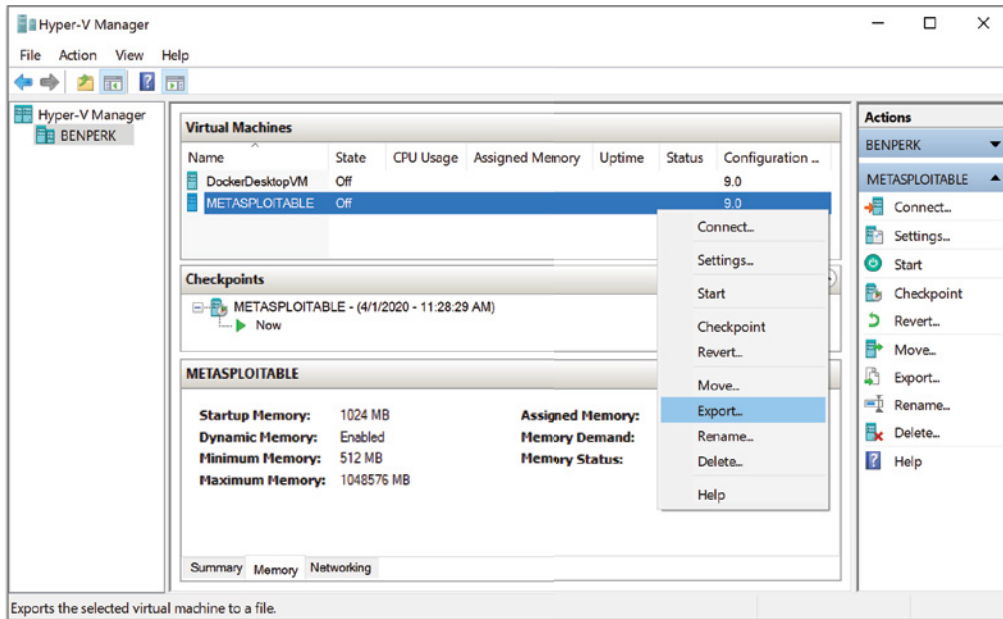 Hyper-V Manager
File Action View Help
Hyper-V Manager
BENPERK
Virtual Machines
Name State CPU Usage Assigned Memory Uptime Status Configuration ..
DockerDesktopVM Off 9.0
METASPLOITABLE Off 9.0
Checkpoints
METASPLOITABLE - (4/1/2020 - 11:28:29 AM)
Now
METASPLOITABLE
Startup Memory: 1024 MB Assigned Memory:
Dynamic Memory: Enabled Memory Demand:
Minimum Memory: 512 MB Memory Status:
Maximum Memory: 1048576 MB
Summary Memory Networking
Connect...
Settings...
Start
Checkpoint
Revert...
Move...
Export...
Rename...
Delete...
Help
Actions
BENPERK
METASPLOITABLE
Connect...
Settings...
Start
Checkpoint
Revert...
Move...
Export...
Rename...
Delete...
Help
Exports the selected virtual machine to a file.